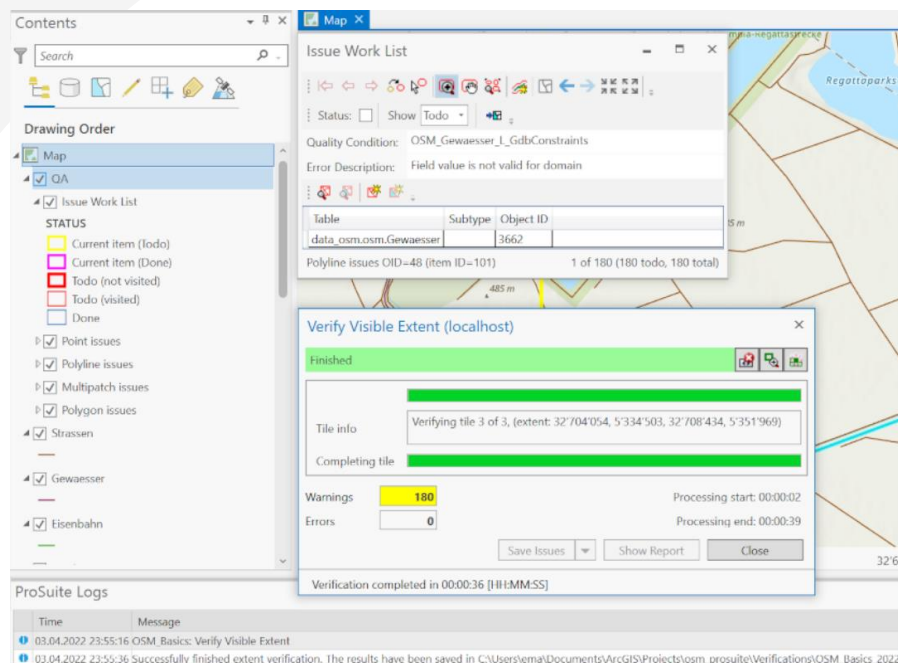 Contents
Search
Drawing Order
Map
QA
Issue Work List
STATUS
Current item (Todo)
Current item (Done)
Todo (not visited)
Todo (visited)
Done
Point issues
Polyline issues
Multipatch issues
Polygon issues
Strassen
Gewaesser
Eisenbahn
Map
Issue Work List
Status: Show Todo
Quality Condition: OSM_Gewaesser_L_GdbConstraints
Error Description: Field value is not valid for domain
Table Subtype Object ID
data_osm.osm.Gewaesser 3662
Polyline issues OID=48 (item ID=101) 1 of 180 (180 todo, 180 total)
Regattaparks
485 m
Verify Visible Extent (localhost)
Finished
Tile info Verifying tile 3 of 3, (extent: 32'704'054, 5'334'503, 32'708'434, 5'351'969)
Completing tile
Warnings 180 Processing start: 00:00:02
Errors 0 Processing end: 00:00:39
Save Issues Show Report Close
Verification completed in 00:00:36 [HH:MM:SS]
32'6
ProSuite Logs
Time Message
03.04.2022 23:55:16 OSM_Basics: Verify Visible Extent
03.04.2022 23:55:36 Successfully finished extent verification. The results have been saved in C:\Users\ema\Documents\ArcGIS\Projects\osm_prosuite\Verifications\OSM_Basics_2022